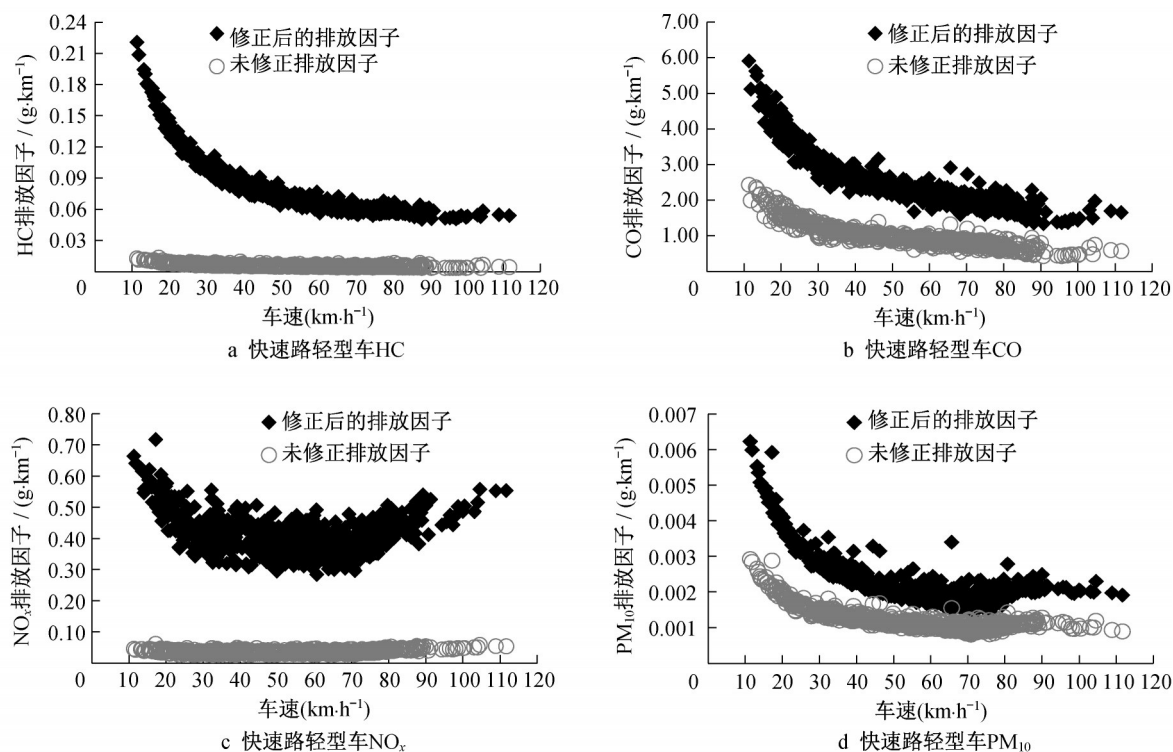 0.24
0.21
0.18
0.15
0.12
0.09
0.06
0.03
HC排放因子 / (g·km⁻¹)
◆ 修正后的排放因子
○ 未修正排放因子
0 10 20 30 40 50 60 70 80 90 100 110 120
车速(km·h⁻¹)
a 快速路轻型车HC
7.00
6.00
5.00
4.00
3.00
2.00
1.00
CO排放因子 / (g·km⁻¹)
◆ 修正后的排放因子
○ 未修正排放因子
0 10 20 30 40 50 60 70 80 90 100 110 120
车速(km·h⁻¹)
b 快速路轻型车CO
0.80
0.70
0.60
0.50
0.40
0.30
0.20
0.10
NOₓ排放因子 / (g·km⁻¹)
◆ 修正后的排放因子
○ 未修正排放因子
0 10 20 30 40 50 60 70 80 90 100 110 120
车速(km·h⁻¹)
c 快速路轻型车NOₓ
0.007
0.006
0.005
0.004
0.003
0.002
0.001
PM₁₀排放因子 / (g·km⁻¹)
◆ 修正后的排放因子
○ 未修正排放因子
0 10 20 30 40 50 60 70 80 90 100 110 120
车速(km·h⁻¹)
d 快速路轻型车PM₁₀